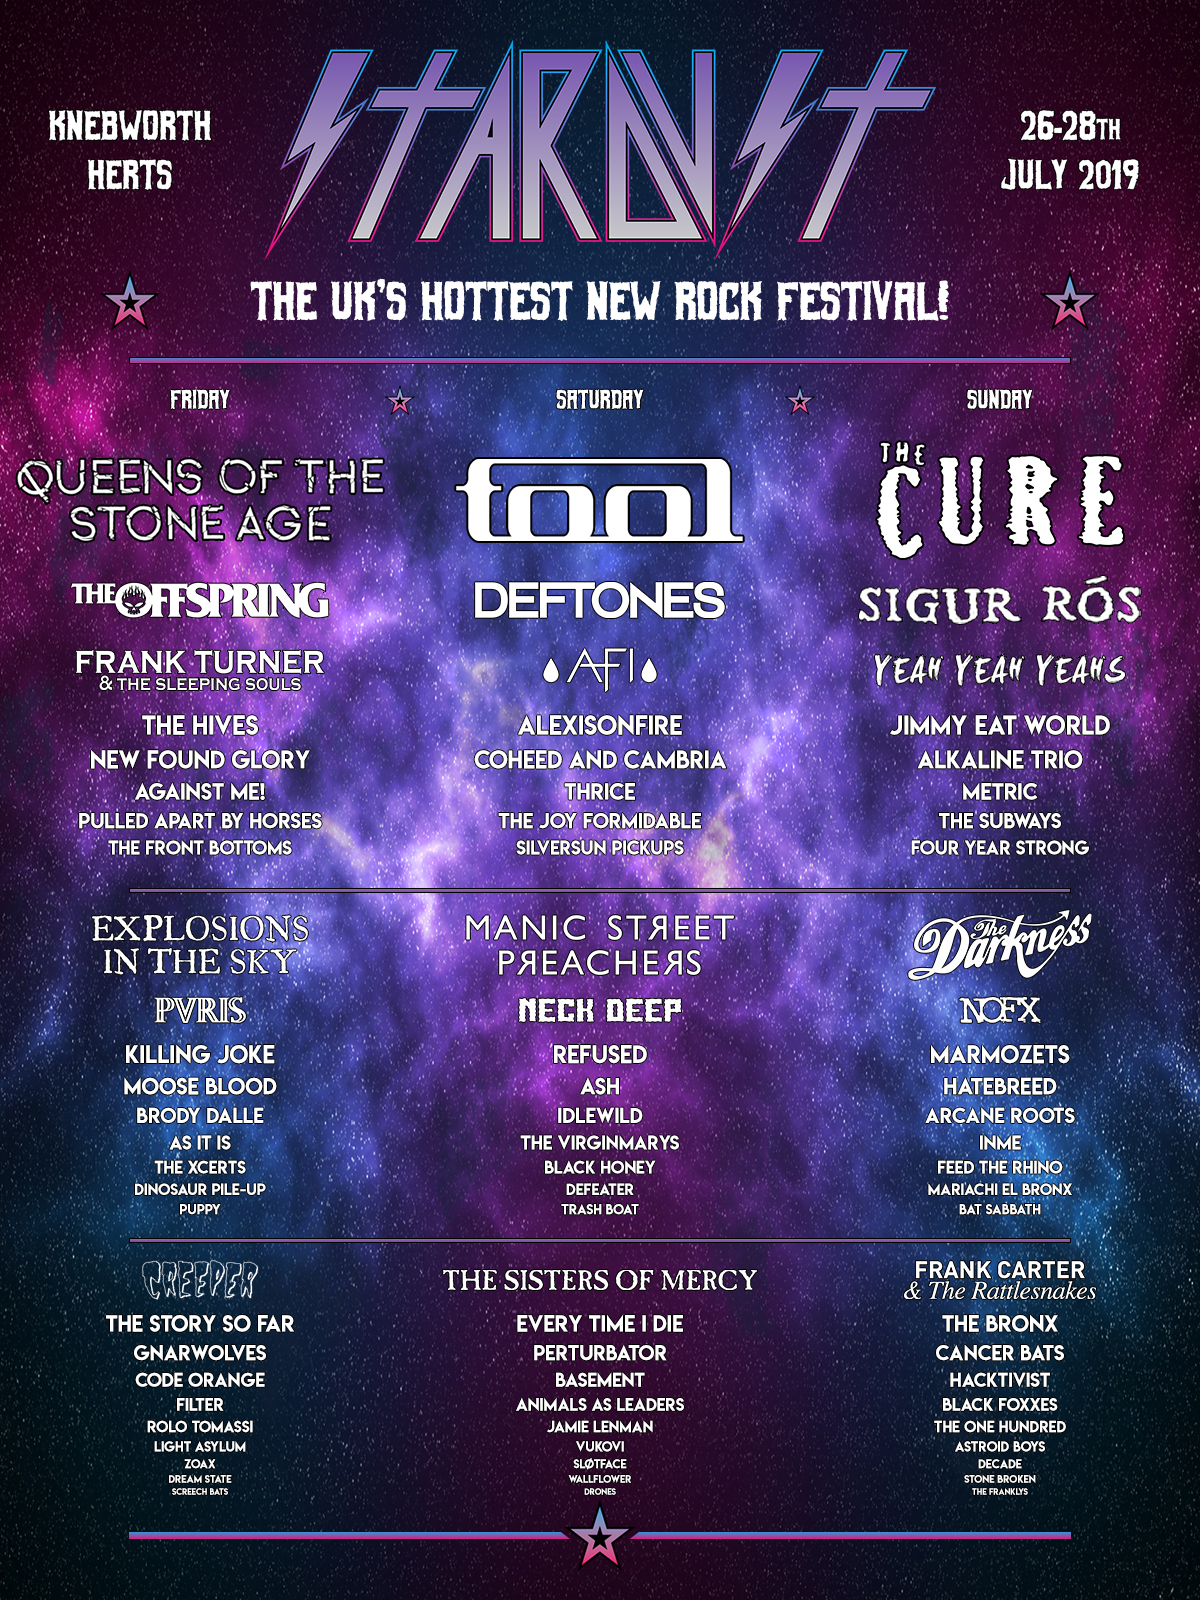 KNEBWORTH
HERTS
STARDUST
26-28TH
JULY 2019
THE UK'S HOTTEST NEW ROCK FESTIVAL!
FRIDAY
QUEENS OF THE
STONE AGE
THE OFFSPRING
FRANK TURNER
& THE SLEEPING SOULS
THE HIVES
NEW FOUND GLORY
AGAINST ME!
PULLED APART BY HORSES
THE FRONT BOTTOMS
SATURDAY
TOOL
DEFTONES
AFI
ALEXISONFIRE
COHEED AND CAMBRIA
THRICE
THE JOY FORMIDABLE
SILVERSUN PICKUPS
SUNDAY
THE CURE
SIGUR RÓS
YEAH YEAH YEAHS
JIMMY EAT WORLD
ALKALINE TRIO
METRIC
THE SUBWAYS
FOUR YEAR STRONG
EXPLOSIONS
IN THE SKY
PVRIS
KILLING JOKE
MOOSE BLOOD
BRODY DALLE
AS IT IS
THE XCERTS
DINOSAUR PILE-UP
PUPPY
MANIC STREET
PREACHERS
NECK DEEP
REFUSED
ASH
IDLEWILD
THE VIRGINMARYS
BLACK HONEY
DEFEATER
TRASH BOAT
The Darkness
NOFX
MARMOZETS
HATEBREED
ARCANE ROOTS
INME
FEED THE RHINO
MARIACHI EL BRONX
BAT SABBATH
CREEPER
THE STORY SO FAR
GNARWOLVES
CODE ORANGE
FILTER
ROLO TOMASSI
LIGHT ASYLUM
ZOAX
DREAM STATE
SCREECH BATS
THE SISTERS OF MERCY
EVERY TIME I DIE
PERTURBATOR
BASEMENT
ANIMALS AS LEADERS
JAMIE LENMAN
VUKOVI
SLØTFACE
WALLFLOWER
DRONES
FRANK CARTER
& The Rattlesnakes
THE BRONX
CANCER BATS
HACKTIVIST
BLACK FOXXES
THE ONE HUNDRED
ASTROID BOYS
DECADE
STONE BROKEN
THE FRANKLYS